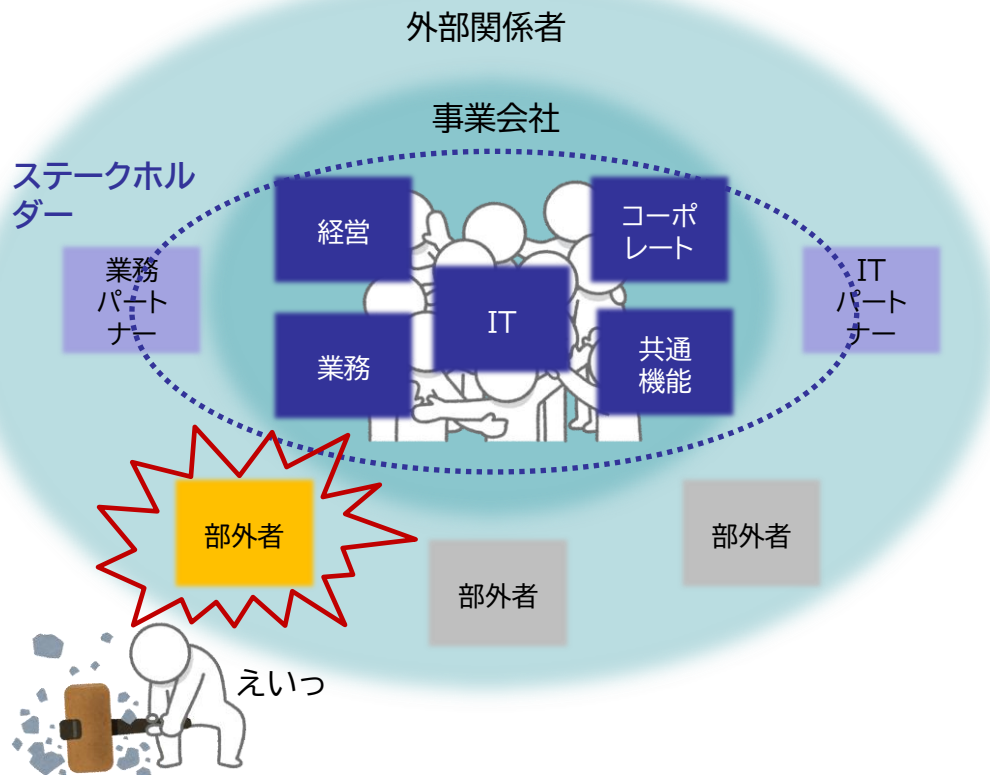 外部関係者
事業会社
ステークホル
ダー
経営
コーポ
レート
業務
パート
ナー
IT
パート
ナー
IT
業務
共通
機能
部外者
部外者
部外者
えいっ